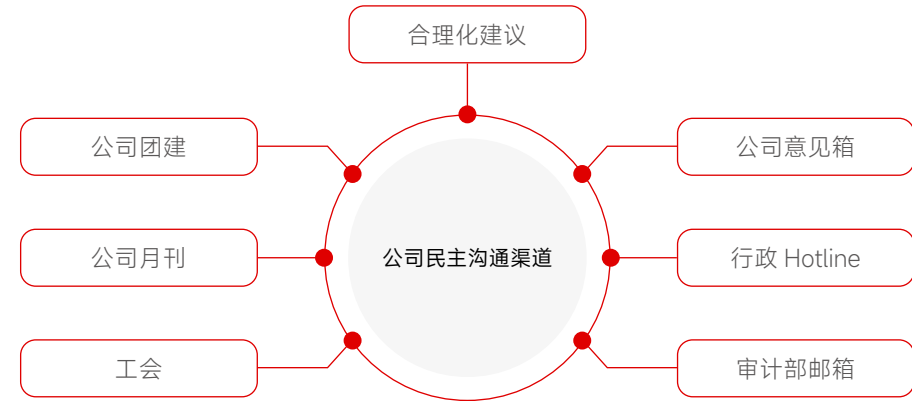 合理化建议
公司团建
公司意见箱
公司月刊
公司民主沟通渠道
行政 Hotline
工会
审计部邮箱